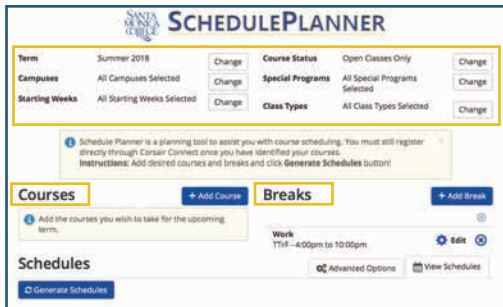 SANTA MONICA COLLEGE SCHEDULEPLANNER
Term Summer 2018 Change Course Status Open Classes Only Change
Campuses All Campuses Selected Change Special Programs All Special Programs Selected Change
Starting Weeks All Starting Weeks Selected Change Class Types All Class Types Selected Change
Schedule Planner is a planning tool to assist you with course scheduling. You must still register
directly through Corsair Connect once you have identified your courses.
Instructions: Add desired courses and breaks and click Generate Schedules button!
Courses + Add Course Breaks + Add Break
Add the courses you wish to take for the upcoming
term.
Work
TTrF - 4:00pm to 10:00pm Edit
Schedules Advanced Options View Schedules
Generate Schedules